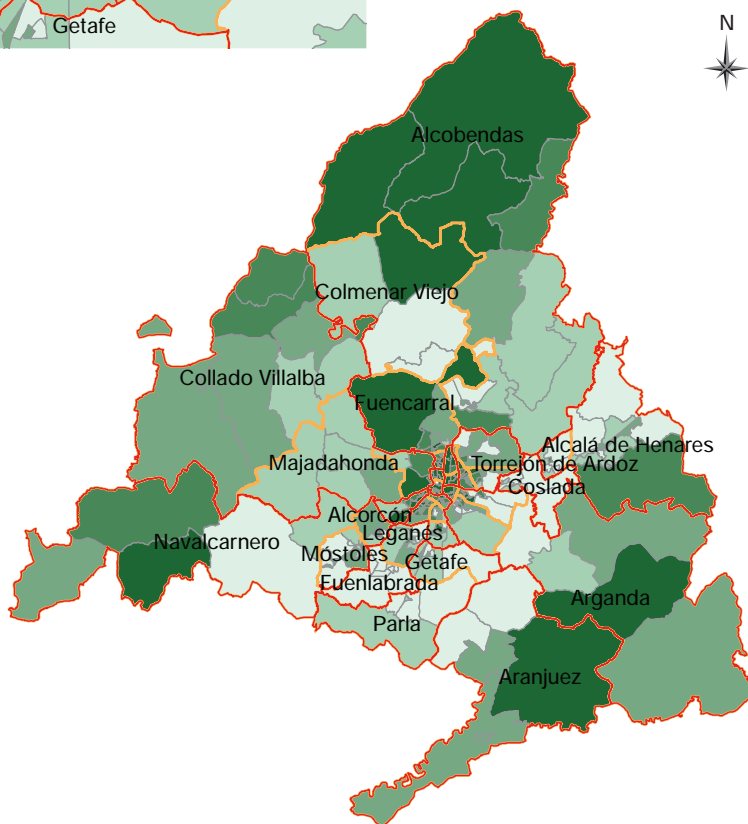 Getafe
N
Alcobendas
Colmenar Viejo
Collado Villalba
Fuencarral
Alcalá de Henares
Majadahonda
Torrejón de Ardoz
Coslada
Alcorcón
Leganés
Navalcarnero
Móstoles
Getafe
Fuenlabrada
Arganda
Parla
Aranjuez